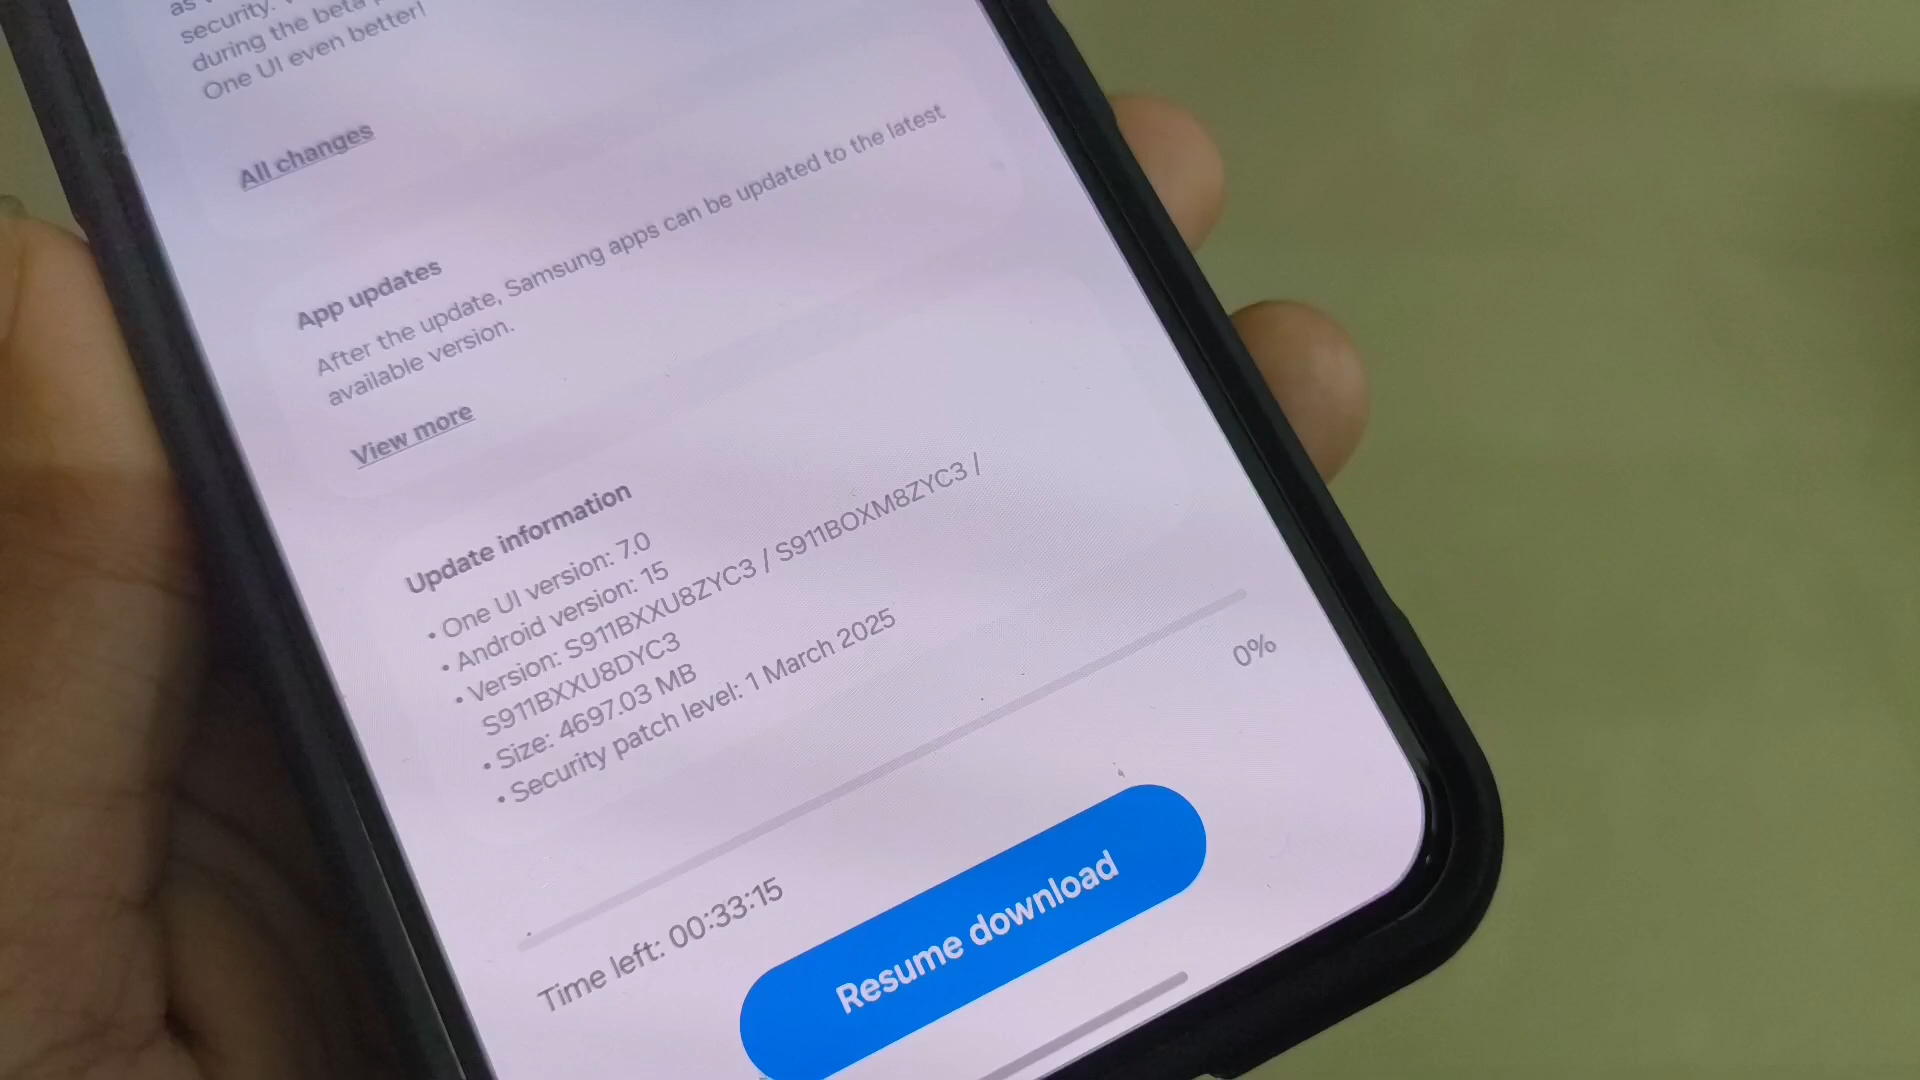 as
security.
during the beta
One UI even better!
All changes
App updates
After the update, Samsung apps can be updated to the latest
available version.
View more
Update information
• One UI version: 7.0
• Android version: 15
• Version: S911BXXU8ZYC3 / S911BOXM8ZYC3 /
S911BXXU8DYC3
• Size: 4697.03 MB
• Security patch level: 1 March 2025
0%
Time left: 00:33:15
Resume download